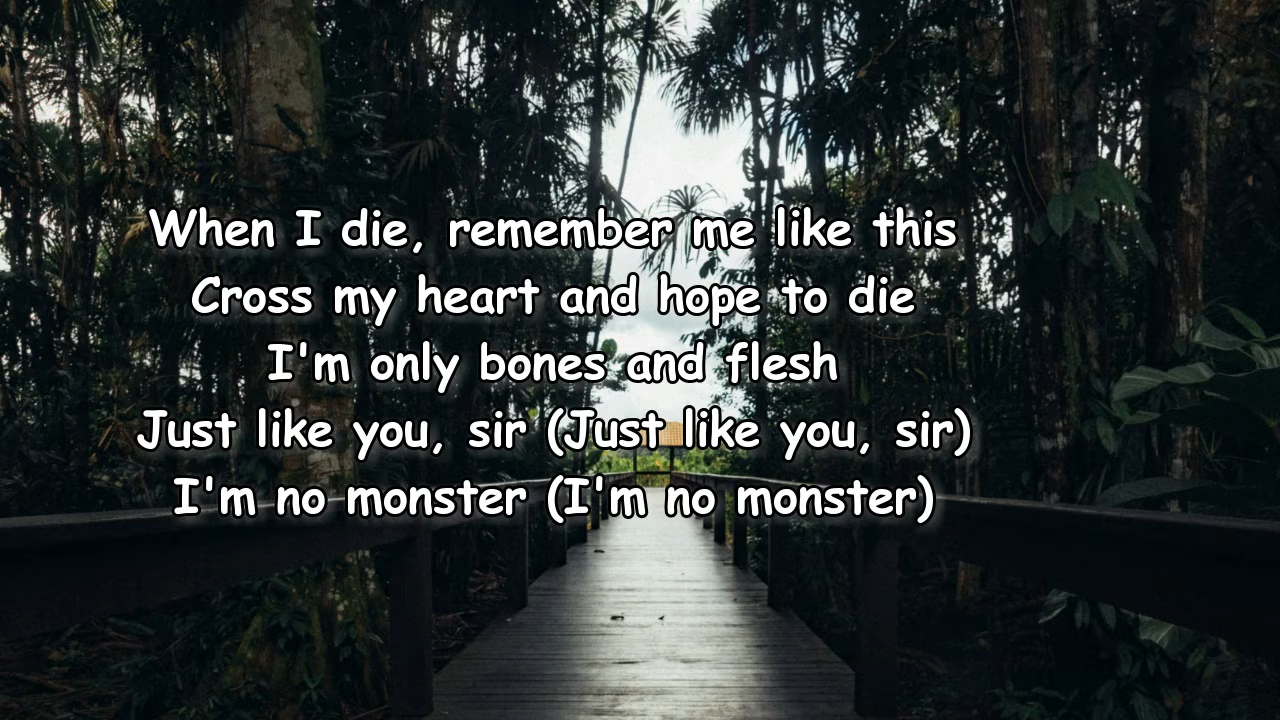 When I die, remember me like this
Cross my heart and hope to die
I'm only bones and flesh
Just like you, sir (Just like you, sir)
I'm no monster (I'm no monster)